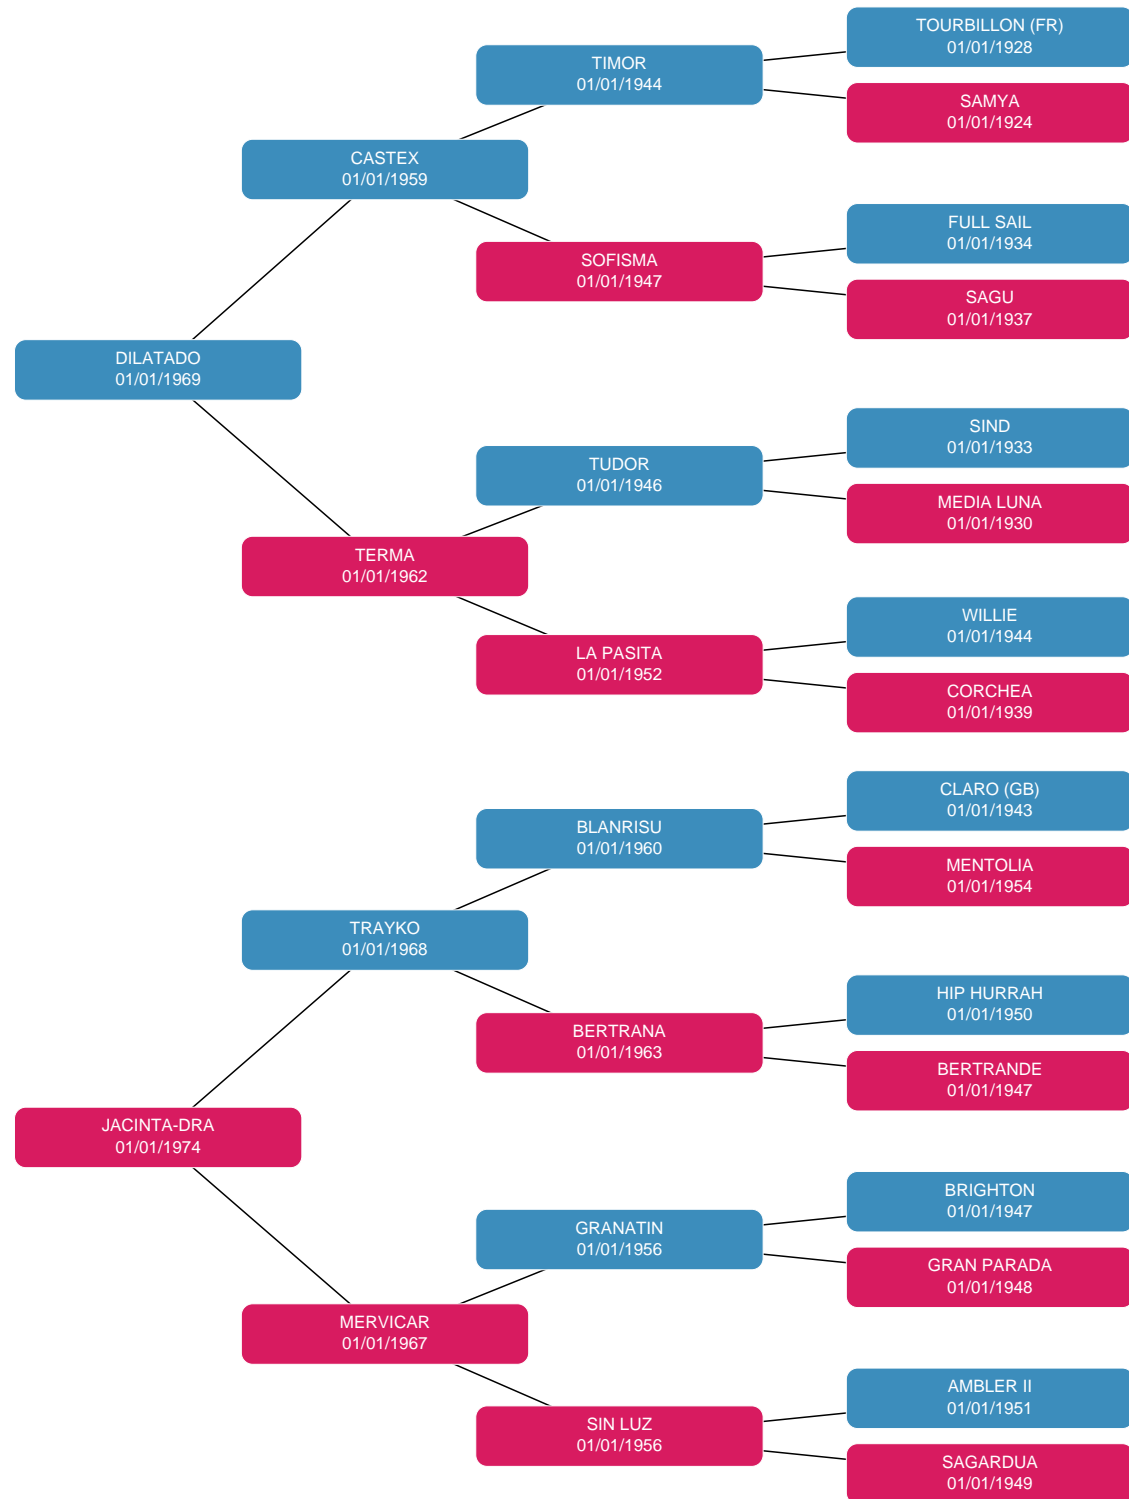 TOURBILLON (FR)
01/01/1928
TIMOR
01/01/1944
SAMYA
01/01/1924
CASTEX
01/01/1959
FULL SAIL
01/01/1934
SOFISMA
01/01/1947
SAGU
01/01/1937
DILATADO
01/01/1969
SIND
01/01/1933
TUDOR
01/01/1946
MEDIA LUNA
01/01/1930
TERMA
01/01/1962
WILLIE
01/01/1944
LA PASITA
01/01/1952
CORCHEA
01/01/1939
CLARO (GB)
01/01/1943
BLANRISU
01/01/1960
MENTOLIA
01/01/1954
TRAYKO
01/01/1968
HIP HURRAH
01/01/1950
BERTRANA
01/01/1963
BERTRANDE
01/01/1947
JACINTA-DRA
01/01/1974
BRIGHTON
01/01/1947
GRANATIN
01/01/1956
GRAN PARADA
01/01/1948
MERVICAR
01/01/1967
AMBLER II
01/01/1951
SIN LUZ
01/01/1956
SAGARDUA
01/01/1949